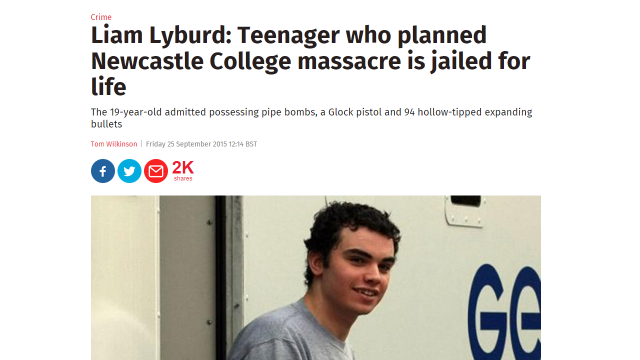 Crime
Liam Lyburd: Teenager who planned
Newcastle College massacre is jailed for
life
The 19-year-old admitted possessing pipe bombs, a Glock pistol and 94 hollow-tipped expanding
bullets
Tom Wilkinson | Friday 25 September 2015 12:14 BST
2K
shares
GE